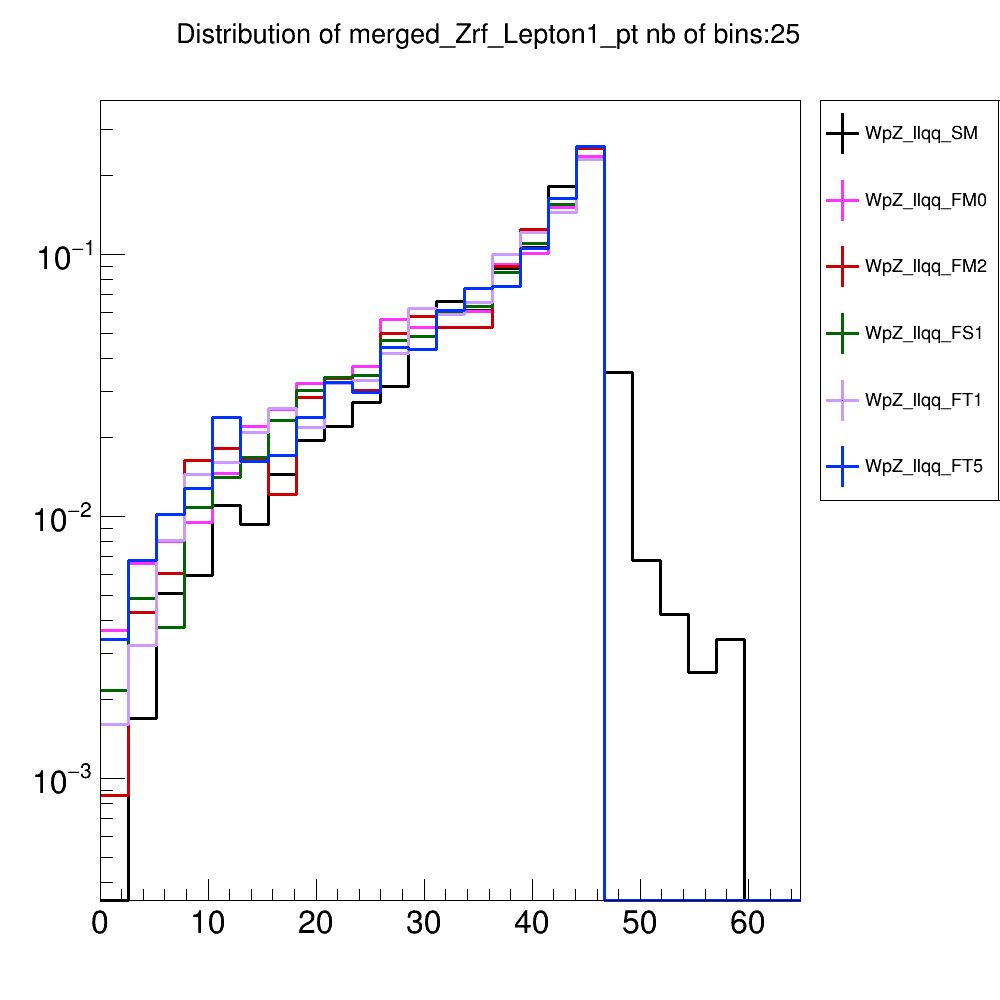 Distribution of merged_Zrf_Lepton1_pt nb of bins:25
WpZ_llqq_SM
WpZ_llqq_FM0
WpZ_llqq_FM2
WpZ_llqq_FS1
WpZ_llqq_FT1
WpZ_llqq_FT5
10⁻¹
10⁻²
10⁻³
0 10 20 30 40 50 60